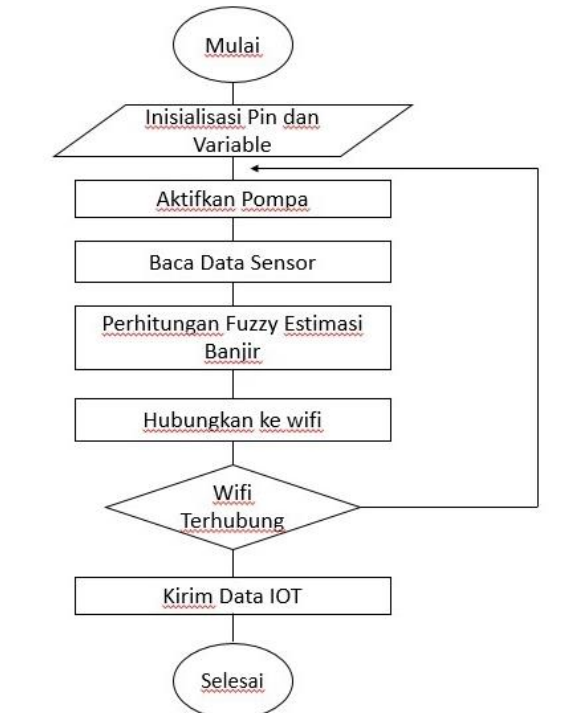 Mulai
Inisialisasi Pin dan
Variable
Aktifkan Pompa
Baca Data Sensor
Perhitungan Fuzzy Estimasi
Banjir
Hubungkan ke wifi
Wifi
Terhubung
Kirim Data IOT
Selesai